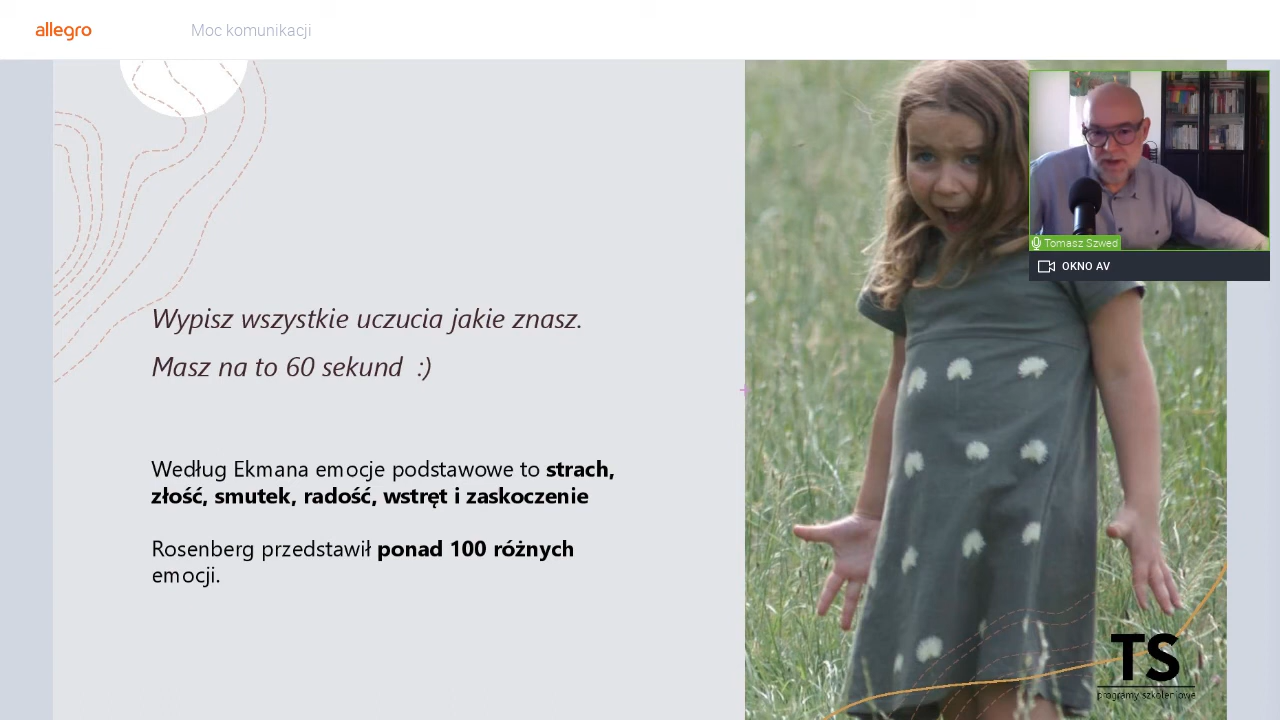 allegro
Moc komunikacji
Tomasz Szwed
OKNO AV
Wypisz wszystkie uczucia jakie znasz.
Masz na to 60 sekund :)
Według Ekmana emocje podstawowe to strach,
złość, smutek, radość, wstręt i zaskoczenie
Rosenberg przedstawił ponad 100 różnych
emocji.
TS
programy szkoleniowe